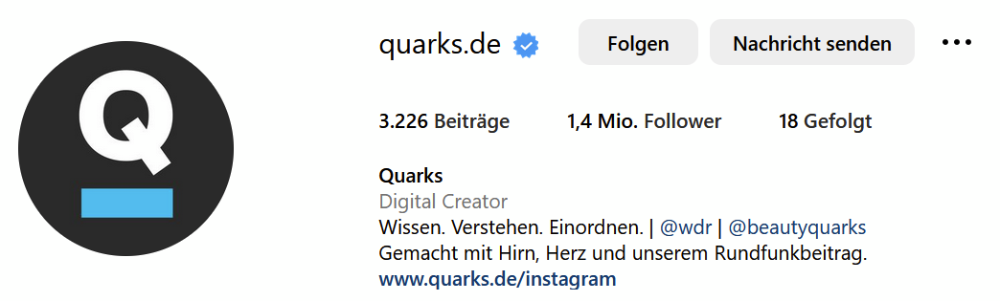 Q
quarks.de
Folgen
Nachricht senden
3.226 Beiträge
1,4 Mio. Follower
18 Gefolgt
Quarks
Digital Creator
Wissen. Verstehen. Einordnen. | @wdr | @beautyquarks
Gemacht mit Hirn, Herz und unserem Rundfunkbeitrag.
www.quarks.de/instagram